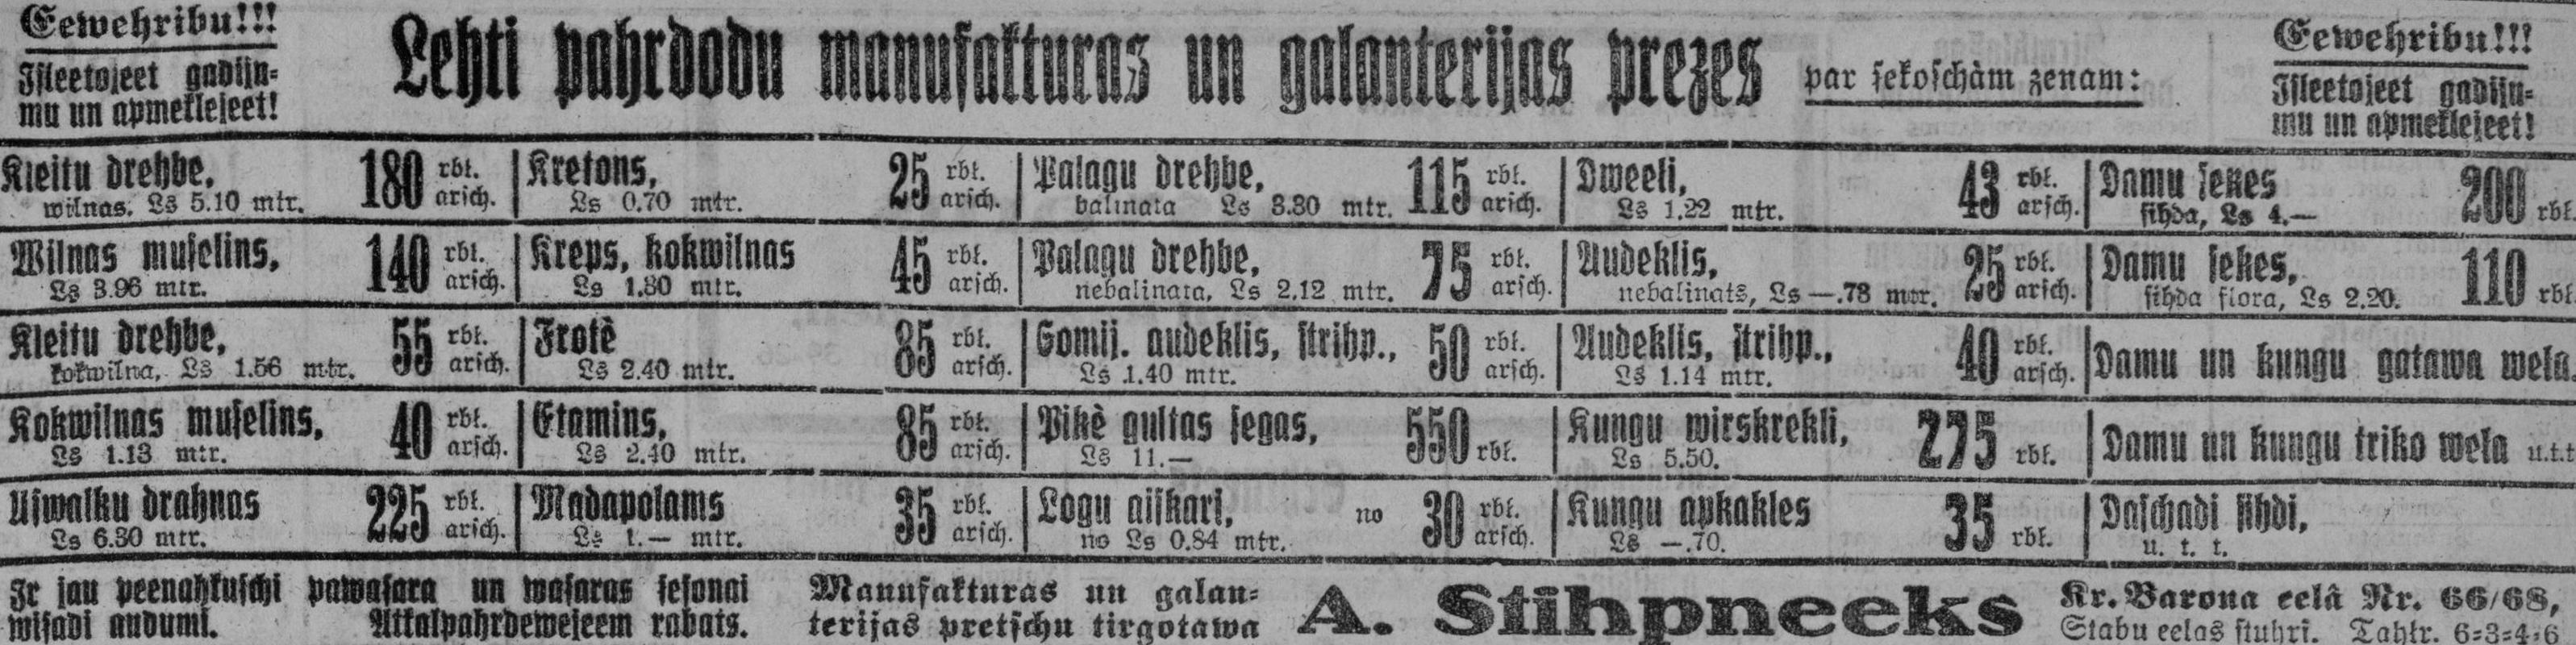 Eewehribu!!!
Isleetojeet gadiju-
mu un apmeklejeet!
Lehti pahrdodu manufakturas un galanterijas prezes par sekoschàm zenam:
Eewehribu!!!
Isleetojeet gadiju-
mu un apmeklejeet!
Kleitu drehbe, 180 rbl. arsch.
wilnas. Ls 5.10 mtr.
Kretons, 25 rbl. arsch.
Ls 0.70 mtr.
Palagu drehbe, 115 rbl. arsch.
balinata Ls 3.30 mtr.
Dweeli, 43 rbl. arsch.
Ls 1.22 mtr.
Damu sekes 200 rbl.
sihda, Ls 4.—
Wilnas muselins, 140 rbl. arsch.
Ls 3.96 mtr.
Kreps, kokwilnas 45 rbl. arsch.
Ls 1.30 mtr.
Palagu drehbe, 75 rbl. arsch.
nebalinata, Ls 2.12 mtr.
Audeklis, 25 rbl. arsch.
nebalinats, Ls —.73 mtr.
Damu sekes, 110 rbl.
sihda flora, Ls 2.20.
Kleitu drehbe, 55 rbl. arsch.
kokwilna, Ls 1.56 mtr.
Frotè 85 rbl. arsch.
Ls 2.40 mtr.
Gomij. audeklis, strihp., 50 rbl. arsch.
Ls 1.40 mtr.
Audeklis, strihp., 40 rbl. arsch.
Ls 1.14 mtr.
Damu un kungu gatawa wela.
Kokwilnas muselins, 40 rbl. arsch.
Ls 1.13 mtr.
Etamins, 85 rbl. arsch.
Ls 2.40 mtr.
Pikè gultas segas, 550 rbl.
Ls 11.—
Kungu wirskrekli, 275 rbl.
Ls 5.50.
Damu un kungu triko wela u.t.t
Uswalku drahnas 225 rbl. arsch.
Ls 6.30 mtr.
Madapolams 35 rbl. arsch.
Ls 1.— mtr.
Logu aiskari, no 30 rbl. arsch.
no Ls 0.84 mtr.
Kungu apkakles 35 rbl.
Ls —.70.
Daschadi sihdi,
u. t. t.
Ir jau peenahkuschi pawasara un wasaras sesonai
wisadi audumi. Atkalpahrdewejeem rabats.
Manufakturas un galan-
terijas pretschu tirgotawa
A. Stihpneeks
Kr. Barona eelâ Nr. 66/68,
Stabu eelas stuhri. Tahlr. 6-3-4-6